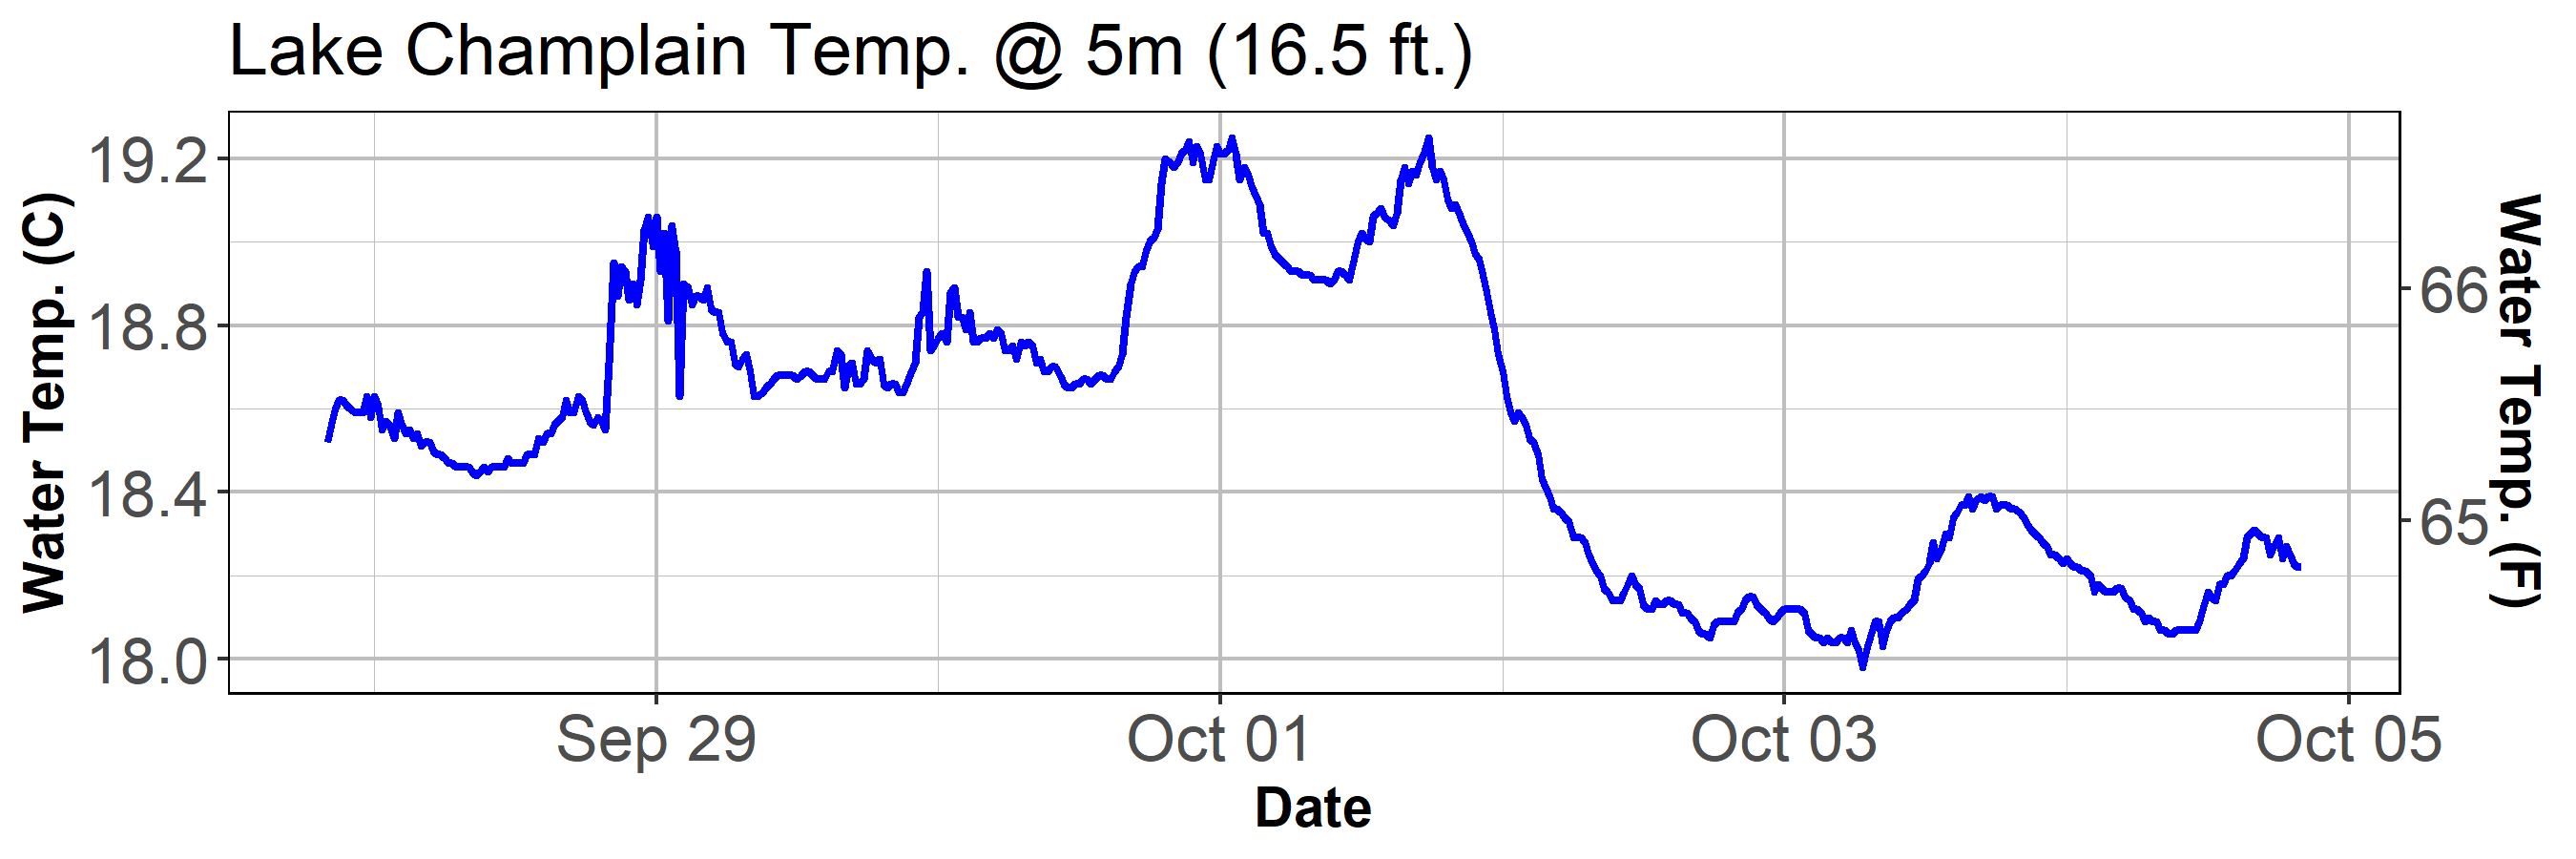 Lake Champlain Temp. @ 5m (16.5 ft.)
Water Temp. (C)
19.2
18.8
18.4
18.0
66
65
Water Temp. (F)
Sep 29
Oct 01
Oct 03
Oct 05
Date